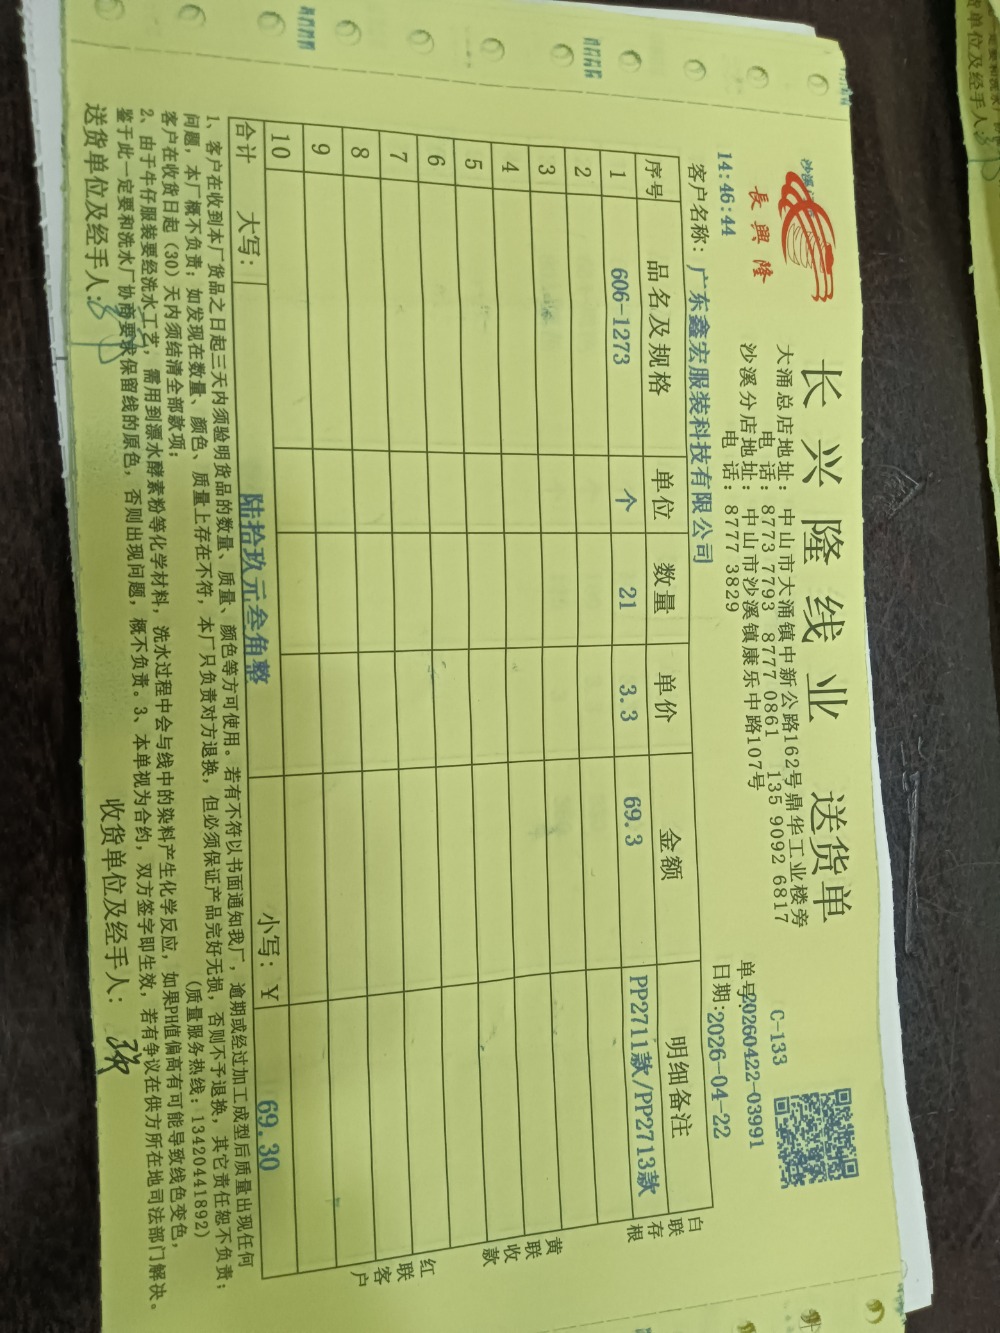 長興隆
长兴隆线业 送货单
大涌总店地址：中山市大涌镇中新公路162号鼎华工业楼旁
电 话：8773 7793 8777 0861 135 9092 6817
沙溪分店地址：中山市沙溪镇康乐中路107号
电 话：8777 3829
C-133
单号:20260422-03991
日期:2026-04-22
14:46:44
客户名称：广东鑫宏服装科技有限公司
序号 品名及规格 单位 数量 单价 金额 明细备注
1 606-1273 个 21 3.3 69.3 PP2711款/PP2713款
2
3
4
5
6
7
8
9
10
合计 大写： 陆拾玖元叁角整 小写：￥ 69.30
白联存根
黄联收款
红联客户
1、客户在收到本厂货品之日起三天内须验明货品的数量、质量、颜色等方可使用。若有不符以书面通知我厂，逾期或经过加工成型后质量出现任何
问题，本厂概不负责；如发现在数量、颜色、质量上存在不符，本厂只负责对方退换，但必须保证产品完好无损，否则不予退换，其它责任恕不负责；
客户在收货日起（30）天内须结清全部款项； （质量服务热线：13420441892）
2、由于牛仔服装要经洗水工艺，需用到漂水酵素粉等化学材料，洗水过程中会与线中的染料产生化学反应，如果PH值偏高有可能导致线色变色，
鉴于此一定要和洗水厂协商要求保留线的原色，否则出现问题，概不负责。3、本单视为合约，双方签字即生效，若有争议在供方所在地司法部门解决。
送货单位及经手人： 收货单位及经手人：
货单位及经手人: